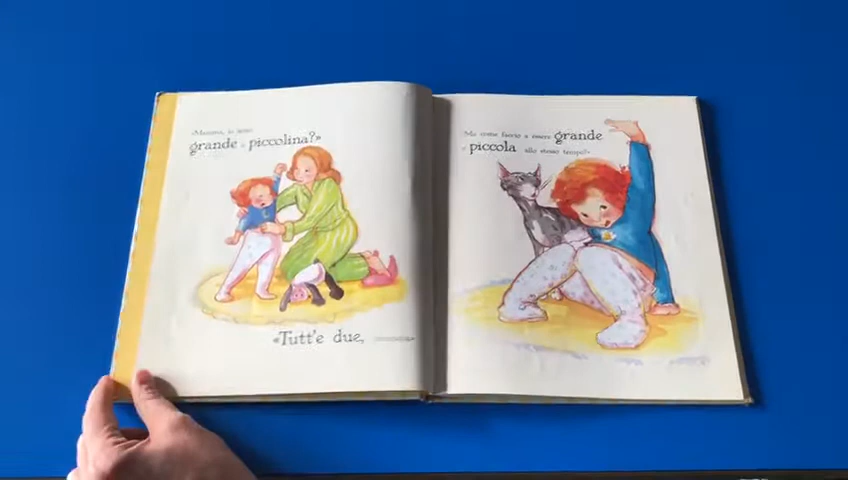 «Mamma, io sono
grande o piccolina?»
«Tutt'e due,
«Ma come faccio a essere grande
e piccola allo stesso tempo?»